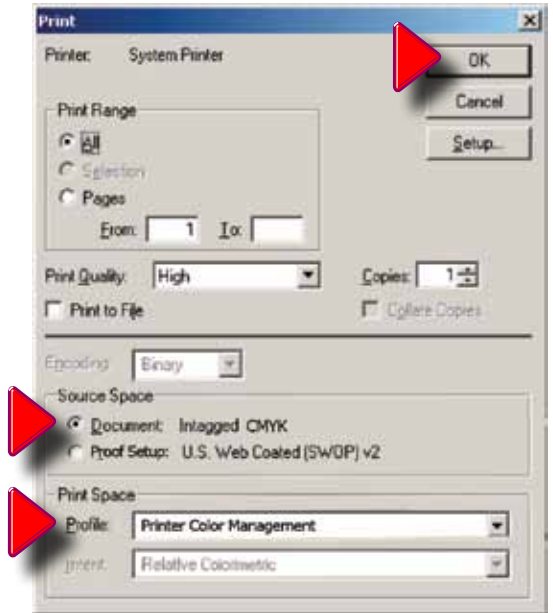 Print
Printer: System Printer
OK
Cancel
Setup...
Print Range
All
Selection
Pages
From: 1 To:
Print Quality: High
Copies: 1
Print to File
Collate Copies
Encoding: Binary
Source Space
Document: Intagged CMYK
Proof Setup: U.S. Web Coated (SWOP) v2
Print Space
Profile: Printer Color Management
Intent: Relative Colorimetric